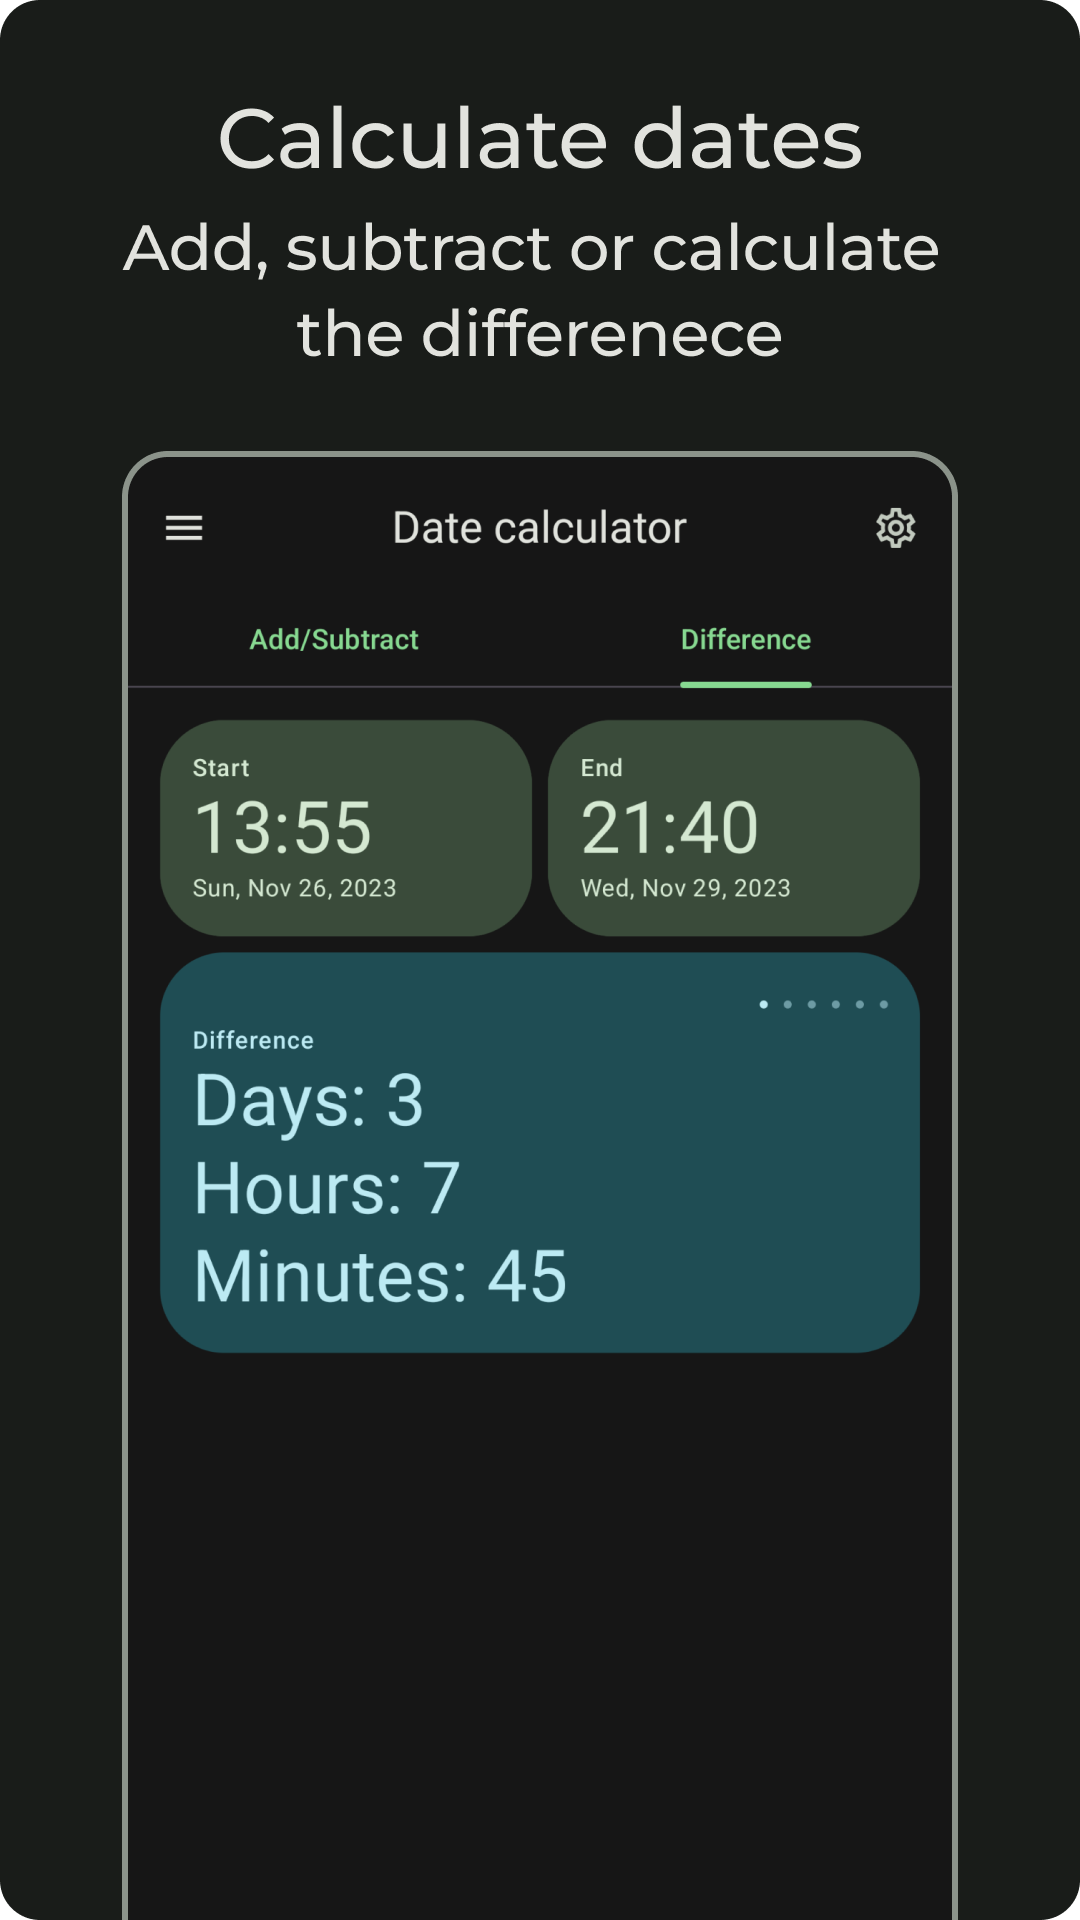 Calculate dates
Add, subtract or calculate
the differenece
Date calculator
Add/Subtract
Difference
Start
13:55
Sun, Nov 26, 2023
End
21:40
Wed, Nov 29, 2023
Difference
Days: 3
Hours: 7
Minutes: 45